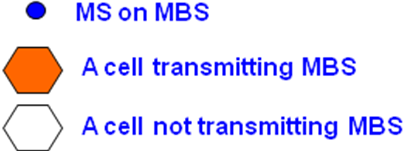 MS on MBS
A cell transmitting MBS
A cell not transmitting MBS